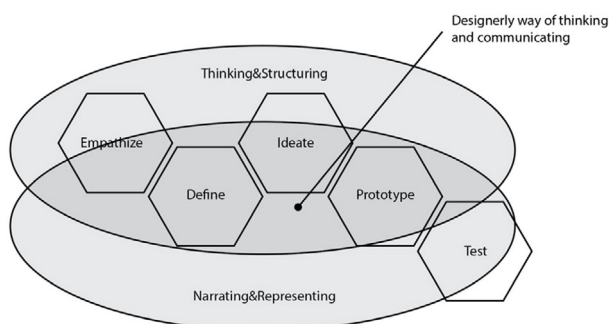 Designerly way of thinking
and communicating
Thinking&Structuring
Empathize
Ideate
Define
Prototype
Test
Narrating&Representing